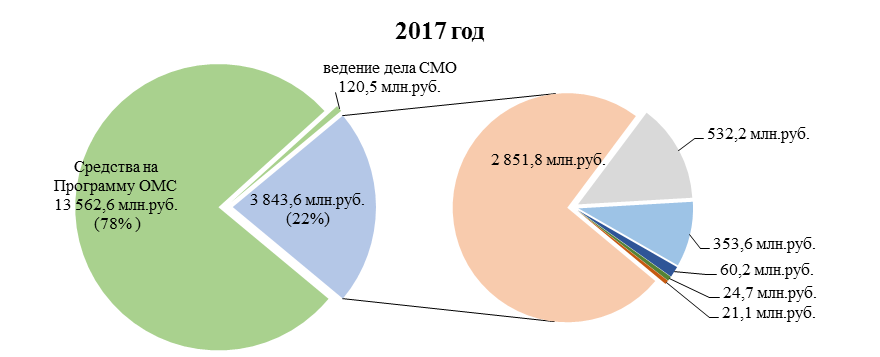 2017 год
ведение дела СМО
120,5 млн.руб.
Средства на
Программу ОМС
13 562,6 млн.руб.
(78% )
3 843,6 млн.руб.
(22%)
2 851,8 млн.руб.
532,2 млн.руб.
353,6 млн.руб.
60,2 млн.руб.
24,7 млн.руб.
21,1 млн.руб.